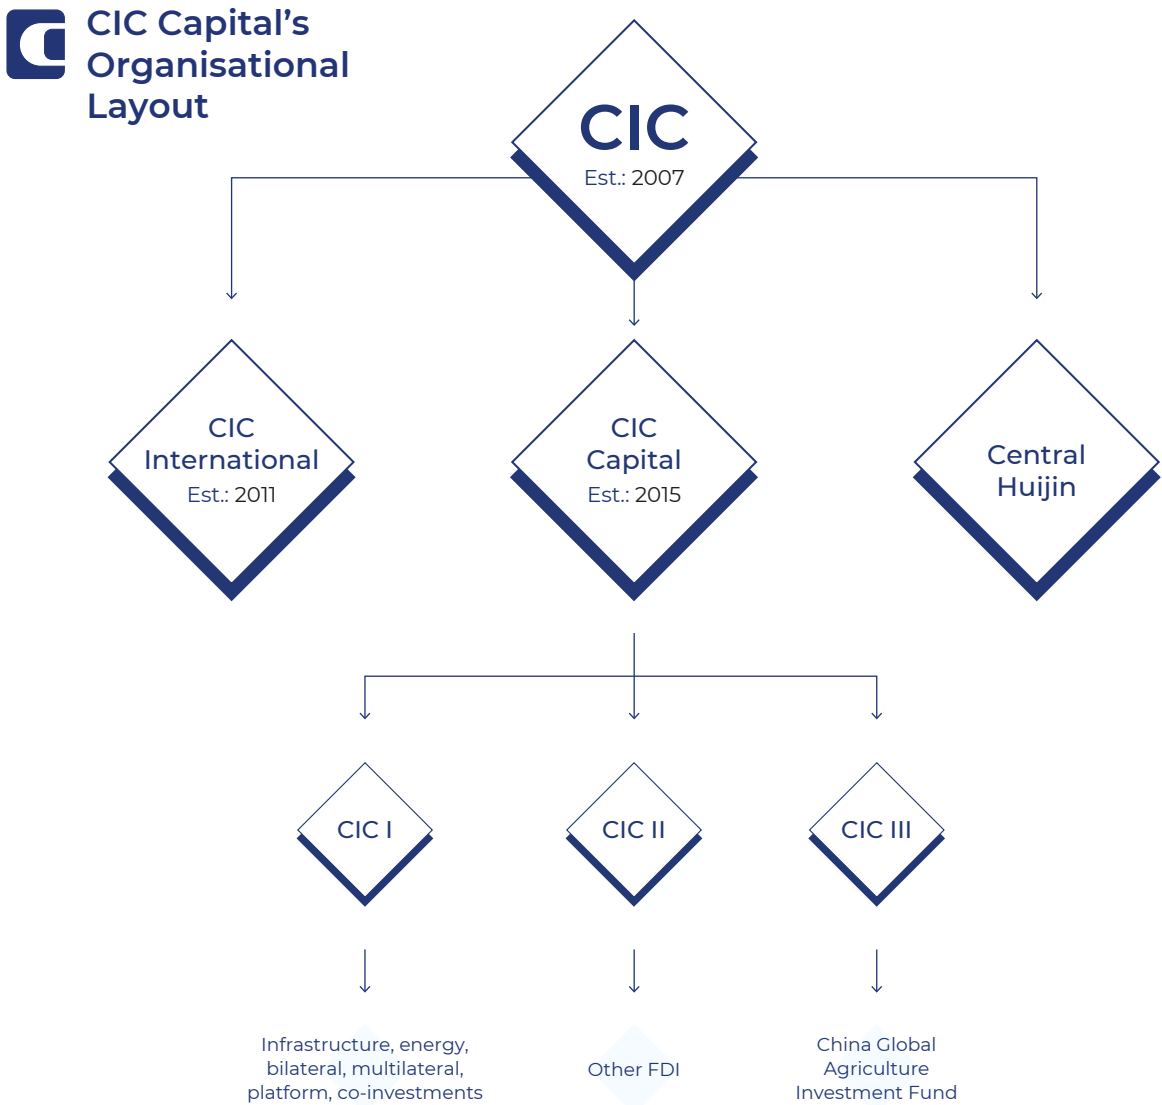 CIC Capital’s
Organisational
Layout
CIC
Est.: 2007
CIC
International
Est.: 2011
CIC
Capital
Est.: 2015
Central
Huijin
CIC I
CIC II
CIC III
Infrastructure, energy,
bilateral, multilateral,
platform, co-investments
Other FDI
China Global
Agriculture
Investment Fund